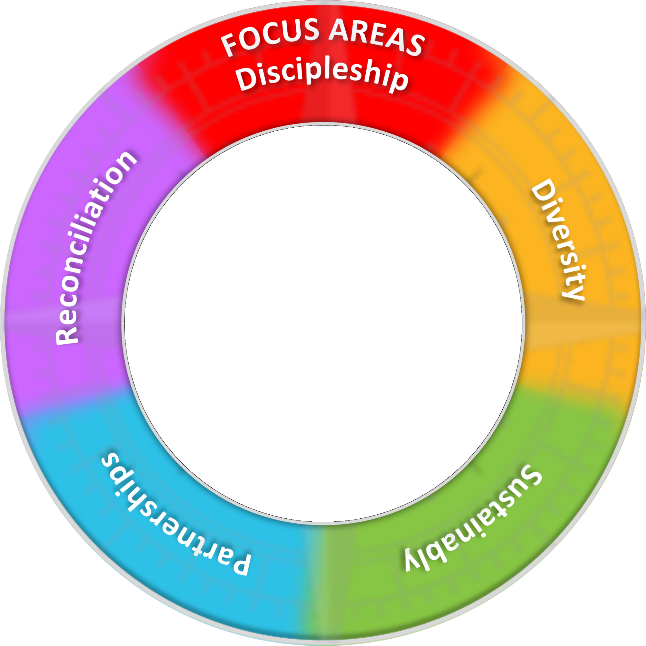 FOCUS AREAS
Discipleship
Diversity
Sustainably
Partnerships
Reconciliation